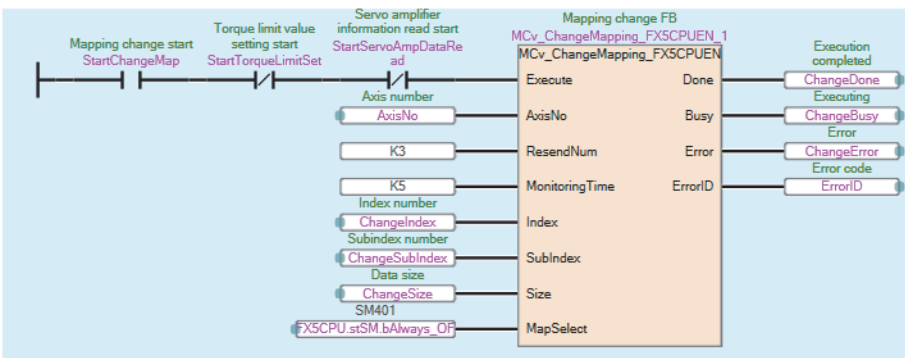 Mapping change start
StartChangeMap
Torque limit value
setting start
StartTorqueLimitSet
Servo amplifier
information read start
StartServoAmpDataRe
ad
Mapping change FB
MCv_ChangeMapping_FX5CPUEN_1
MCv_ChangeMapping_FX5CPUEN
Execute
Done
Execution
completed
ChangeDone
Axis number
AxisNo
AxisNo
Busy
Executing
ChangeBusy
K3
ResendNum
Error
Error
ChangeError
K5
MonitoringTime
ErrorID
Error code
ErrorID
Index number
ChangeIndex
Index
Subindex number
ChangeSubIndex
SubIndex
Data size
ChangeSize
Size
SM401
FX5CPU.stSM.bAlways_OF
MapSelect